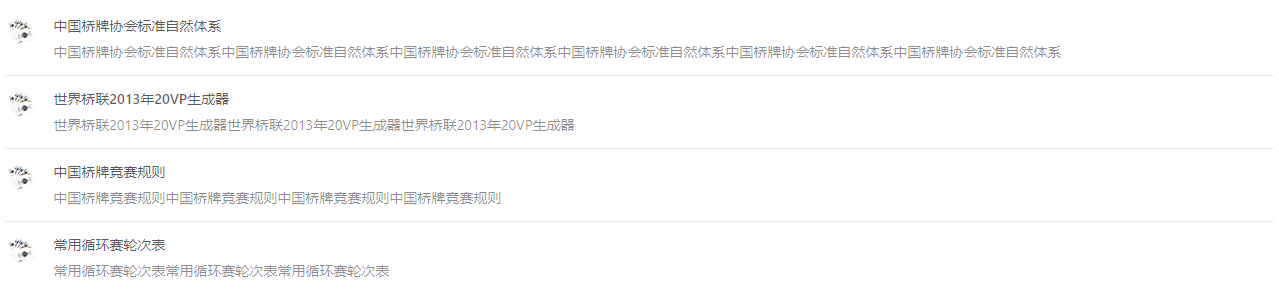 中国桥牌协会标准自然体系
中国桥牌协会标准自然体系中国桥牌协会标准自然体系中国桥牌协会标准自然体系中国桥牌协会标准自然体系中国桥牌协会标准自然体系中国桥牌协会标准自然体系
世界桥联2013年20VP生成器
世界桥联2013年20VP生成器世界桥联2013年20VP生成器世界桥联2013年20VP生成器
中国桥牌竞赛规则
中国桥牌竞赛规则中国桥牌竞赛规则中国桥牌竞赛规则中国桥牌竞赛规则
常用循环赛轮次表
常用循环赛轮次表常用循环赛轮次表常用循环赛轮次表